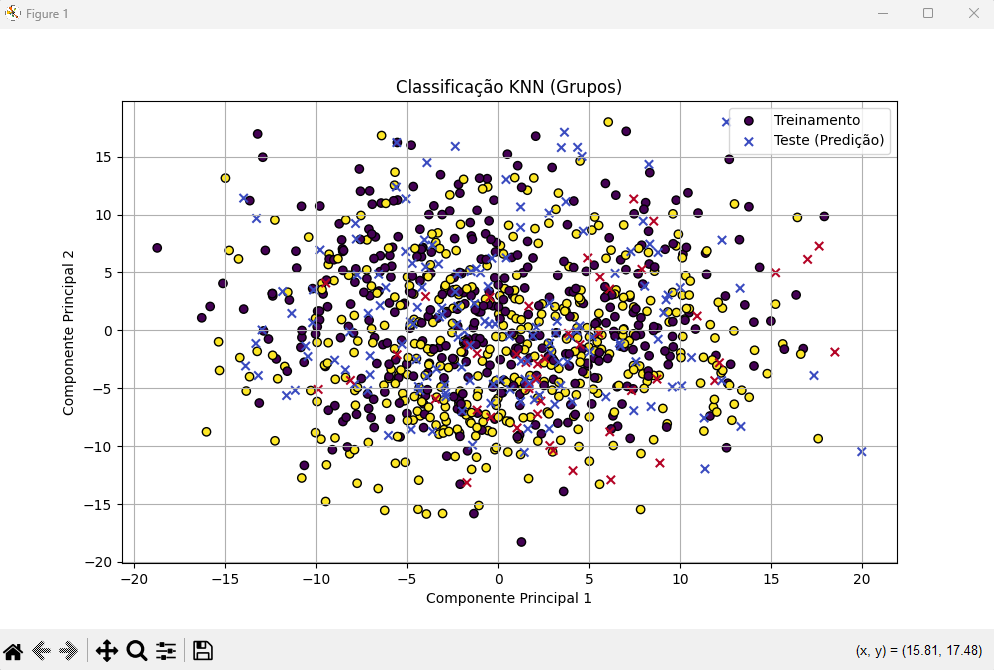 Figure 1
Classificação KNN (Grupos)
Treinamento
Teste (Predição)
15
10
5
0
−5
−10
−15
−20
Componente Principal 2
−20 −15 −10 −5 0 5 10 15 20
Componente Principal 1
(x, y) = (15.81, 17.48)